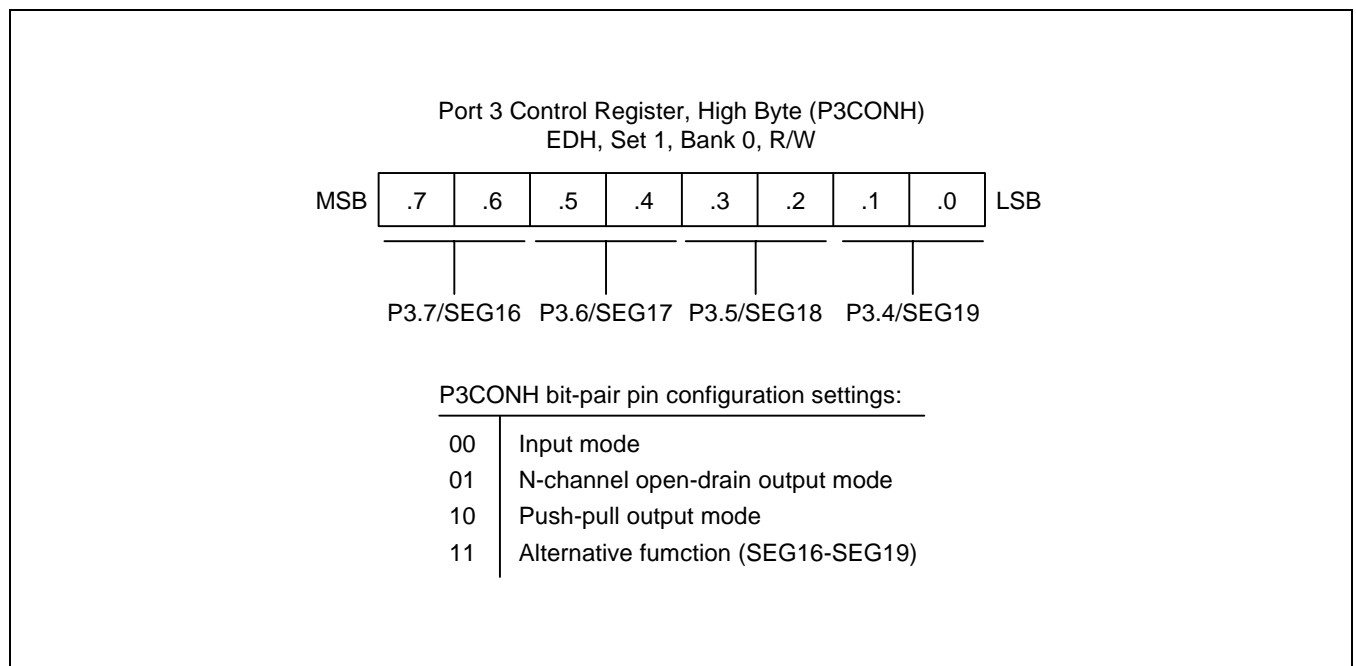 Port 3 Control Register, High Byte (P3CONH)
EDH, Set 1, Bank 0, R/W
MSB .7 .6 .5 .4 .3 .2 .1 .0 LSB
P3.7/SEG16 P3.6/SEG17 P3.5/SEG18 P3.4/SEG19
P3CONH bit-pair pin configuration settings:
00 Input mode
01 N-channel open-drain output mode
10 Push-pull output mode
11 Alternative fumction (SEG16-SEG19)